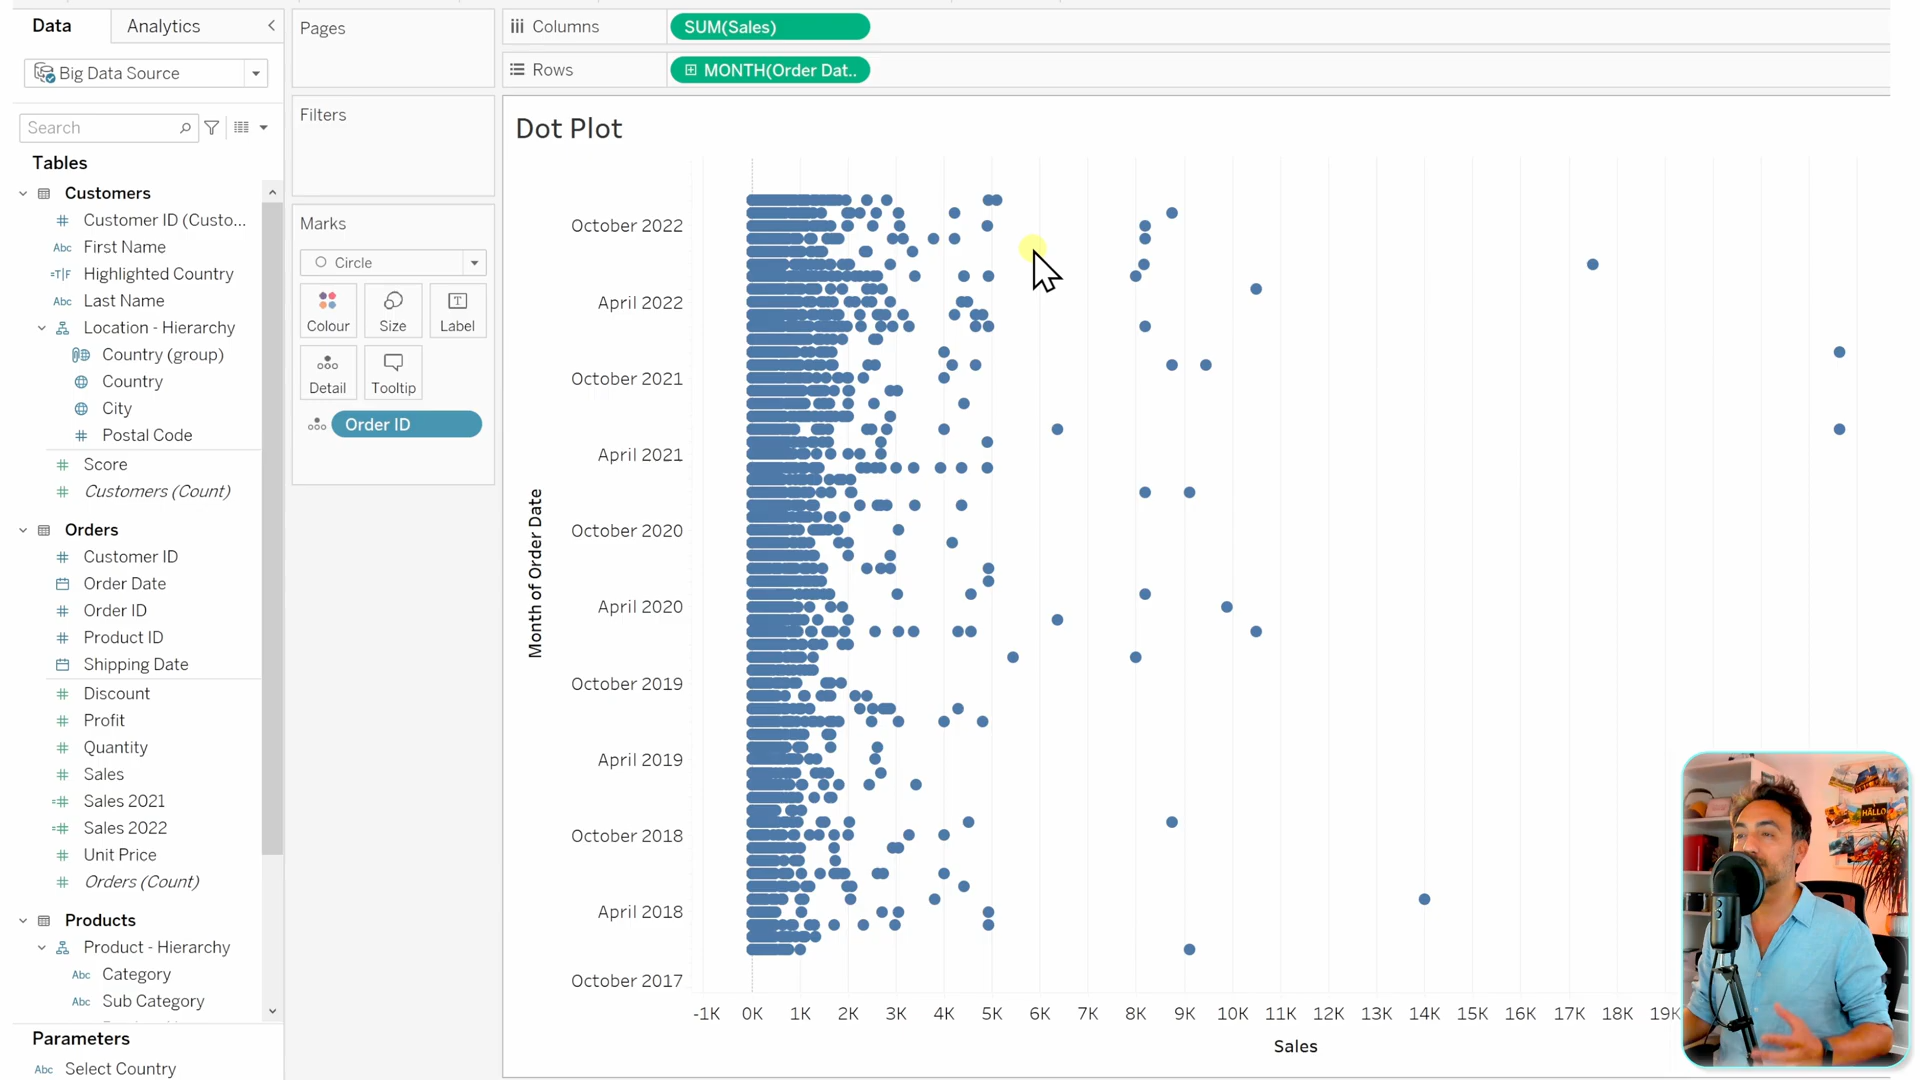 Data
Analytics
Big Data Source
Search
Tables
Customers
Customer ID (Custo...
Abc First Name
=T|F Highlighted Country
Abc Last Name
Location - Hierarchy
Country (group)
Country
City
Postal Code
Score
Customers (Count)
Orders
Customer ID
Order Date
Order ID
Product ID
Shipping Date
Discount
Profit
Quantity
Sales
Sales 2021
Sales 2022
Unit Price
Orders (Count)
Products
Product - Hierarchy
Abc Category
Abc Sub Category
Parameters
Abc Select Country
Pages
Filters
Marks
Circle
Colour Size Label
Detail Tooltip
Order ID
Columns SUM(Sales)
Rows MONTH(Order Dat..
Dot Plot
Month of Order Date
October 2022
April 2022
October 2021
April 2021
October 2020
April 2020
October 2019
April 2019
October 2018
April 2018
October 2017
-1K 0K 1K 2K 3K 4K 5K 6K 7K 8K 9K 10K 11K 12K 13K 14K 15K 16K 17K 18K 19K
Sales
HALLO